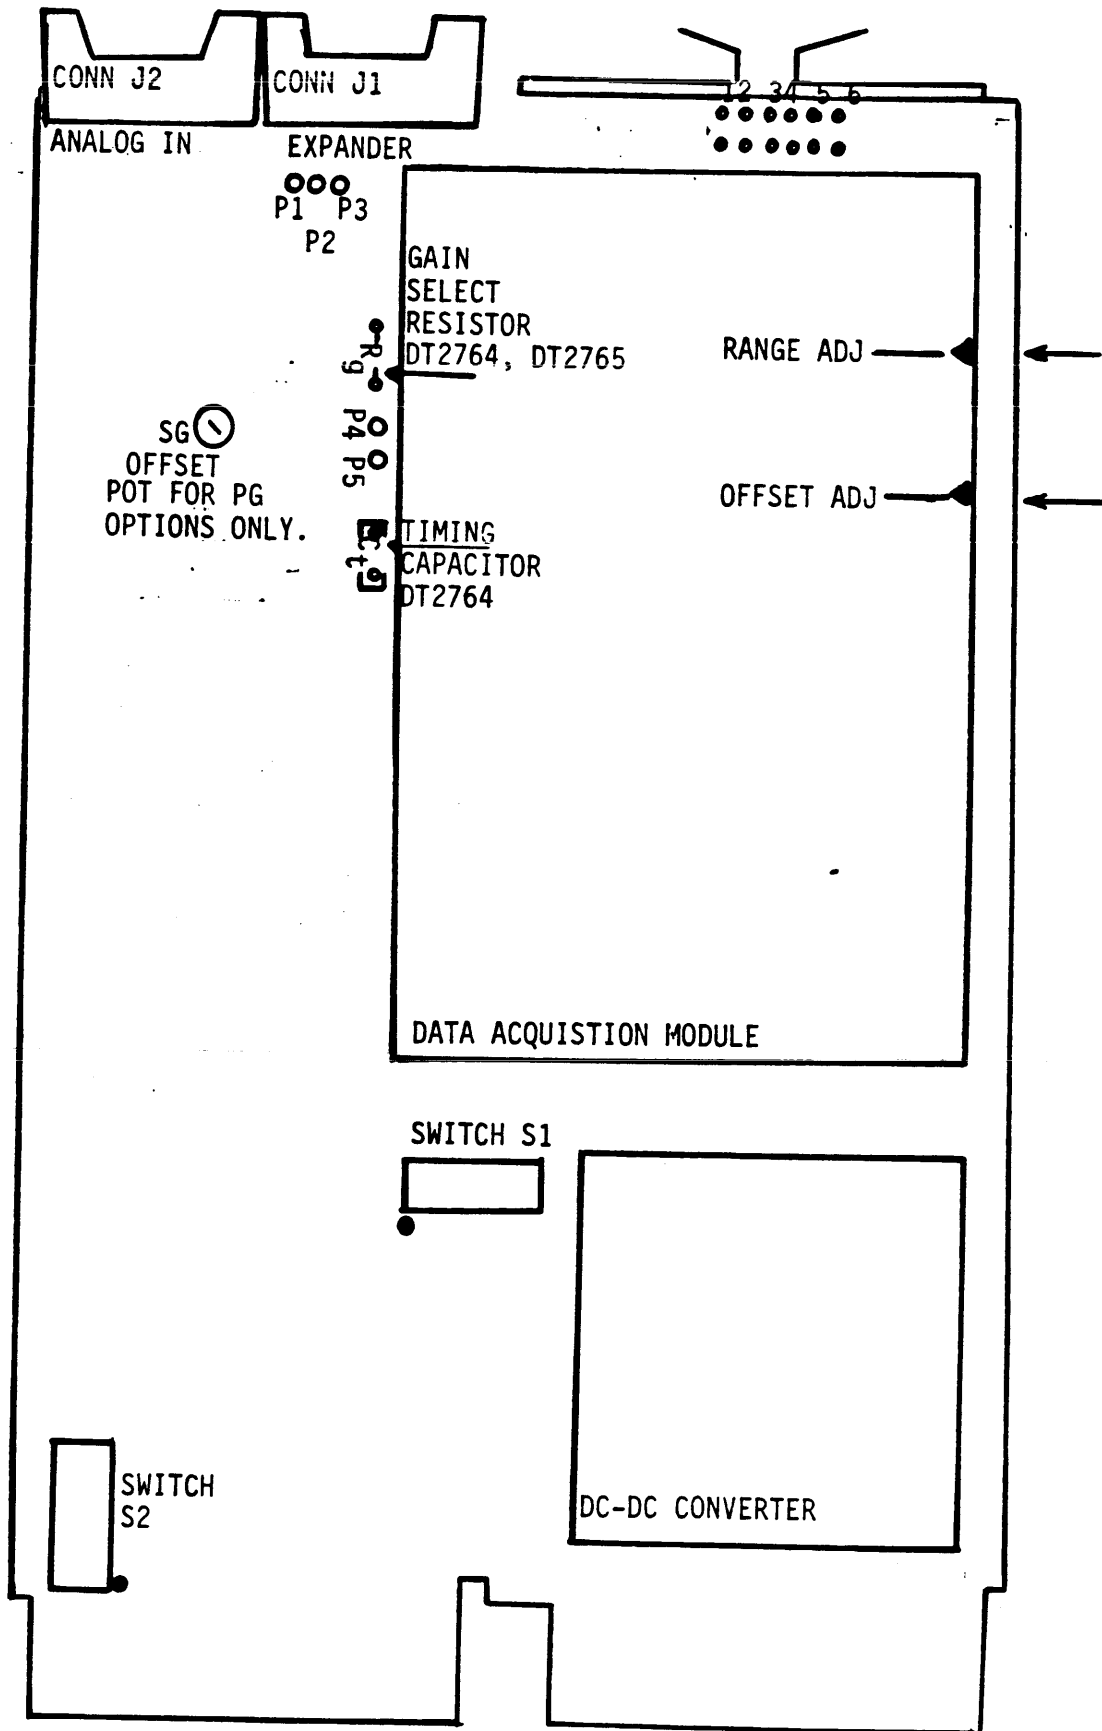 CONN J2
CONN J1
1 2 3 4 5 6
ANALOG IN
EXPANDER
P1 P3
P2
GAIN
SELECT
RESISTOR
DT2764, DT2765
Rg
RANGE ADJ
P4
P5
SG
OFFSET
POT FOR PG
OPTIONS ONLY.
OFFSET ADJ
Ct
TIMING
CAPACITOR
DT2764
DATA ACQUISTION MODULE
SWITCH S1
SWITCH
S2
DC-DC CONVERTER